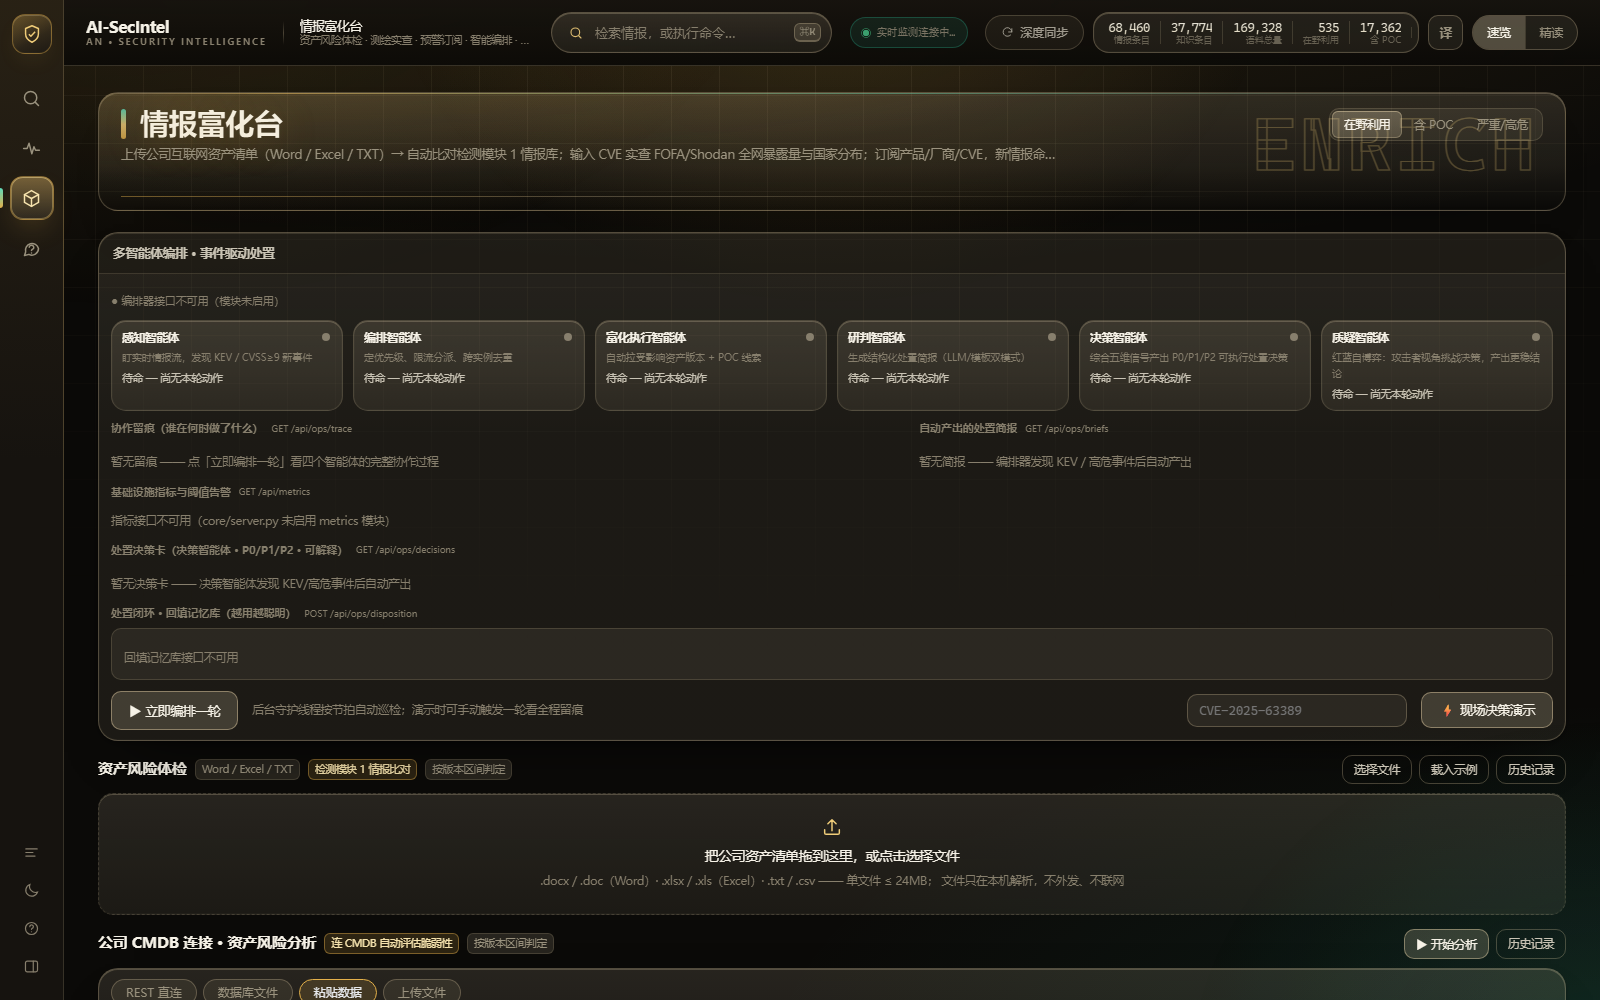 AI-SecIntel
AN • SECURITY INTELLIGENCE
情报富化台
资产风险体检 · 测绘实查 · 预警订阅 · 智能编排 · ...
检索情报，或执行命令...
⌘K
实时监测连接中...
深度同步
68,460
情报条目
37,774
知识条目
169,328
语料总量
535
在野利用
17,362
含 POC
译
速览
精读
情报富化台
上传公司互联网资产清单（Word / Excel / TXT）→ 自动比对检测模块 1 情报库；输入 CVE 实查 FOFA/Shodan 全网暴露量与国家分布；订阅产品/厂商/CVE，新情报命...
ENRICH
在野利用
含 POC
严重/高危
多智能体编排 • 事件驱动处置
● 编排器接口不可用（模块未启用）
感知智能体
盯实时情报流，发现 KEV / CVSS≥9 新事件
待命 — 尚无本轮动作
编排智能体
定优先级、限流分派、跨实例去重
待命 — 尚无本轮动作
富化执行智能体
自动拉受影响资产版本 + POC 线索
待命 — 尚无本轮动作
研判智能体
生成结构化处置简报（LLM/模板双模式）
待命 — 尚无本轮动作
决策智能体
综合五维信号产出 P0/P1/P2 可执行处置决策
待命 — 尚无本轮动作
质疑智能体
红蓝自博弈：攻击者视角挑战决策，产出更稳结
论
待命 — 尚无本轮动作
协作留痕（谁在何时做了什么） GET /api/ops/trace
暂无留痕 —— 点「立即编排一轮」看四个智能体的完整协作过程
自动产出的处置简报 GET /api/ops/briefs
暂无简报 —— 编排器发现 KEV / 高危事件后自动产出
基础设施指标与阈值告警 GET /api/metrics
指标接口不可用（core/server.py 未启用 metrics 模块）
处置决策卡（决策智能体 • P0/P1/P2 • 可解释） GET /api/ops/decisions
暂无决策卡 —— 决策智能体发现 KEV/高危事件后自动产出
处置闭环 • 回填记忆库（越用越聪明） POST /api/ops/disposition
回填记忆库接口不可用
▶ 立即编排一轮
后台守护线程按节拍自动巡检；演示时可手动触发一轮看全程留痕
CVE-2025-63389
现场决策演示
资产风险体检
Word / Excel / TXT
检测模块 1 情报比对
按版本区间判定
选择文件
载入示例
历史记录
把公司资产清单拖到这里，或点击选择文件
.docx / .doc（Word）· .xlsx / .xls（Excel）· .txt / .csv —— 单文件 ≤ 24MB； 文件只在本机解析，不外发、不联网
公司 CMDB 连接 • 资产风险分析
连 CMDB 自动评估脆弱性
按版本区间判定
▶ 开始分析
历史记录
REST 直连
数据库文件
粘贴数据
上传文件